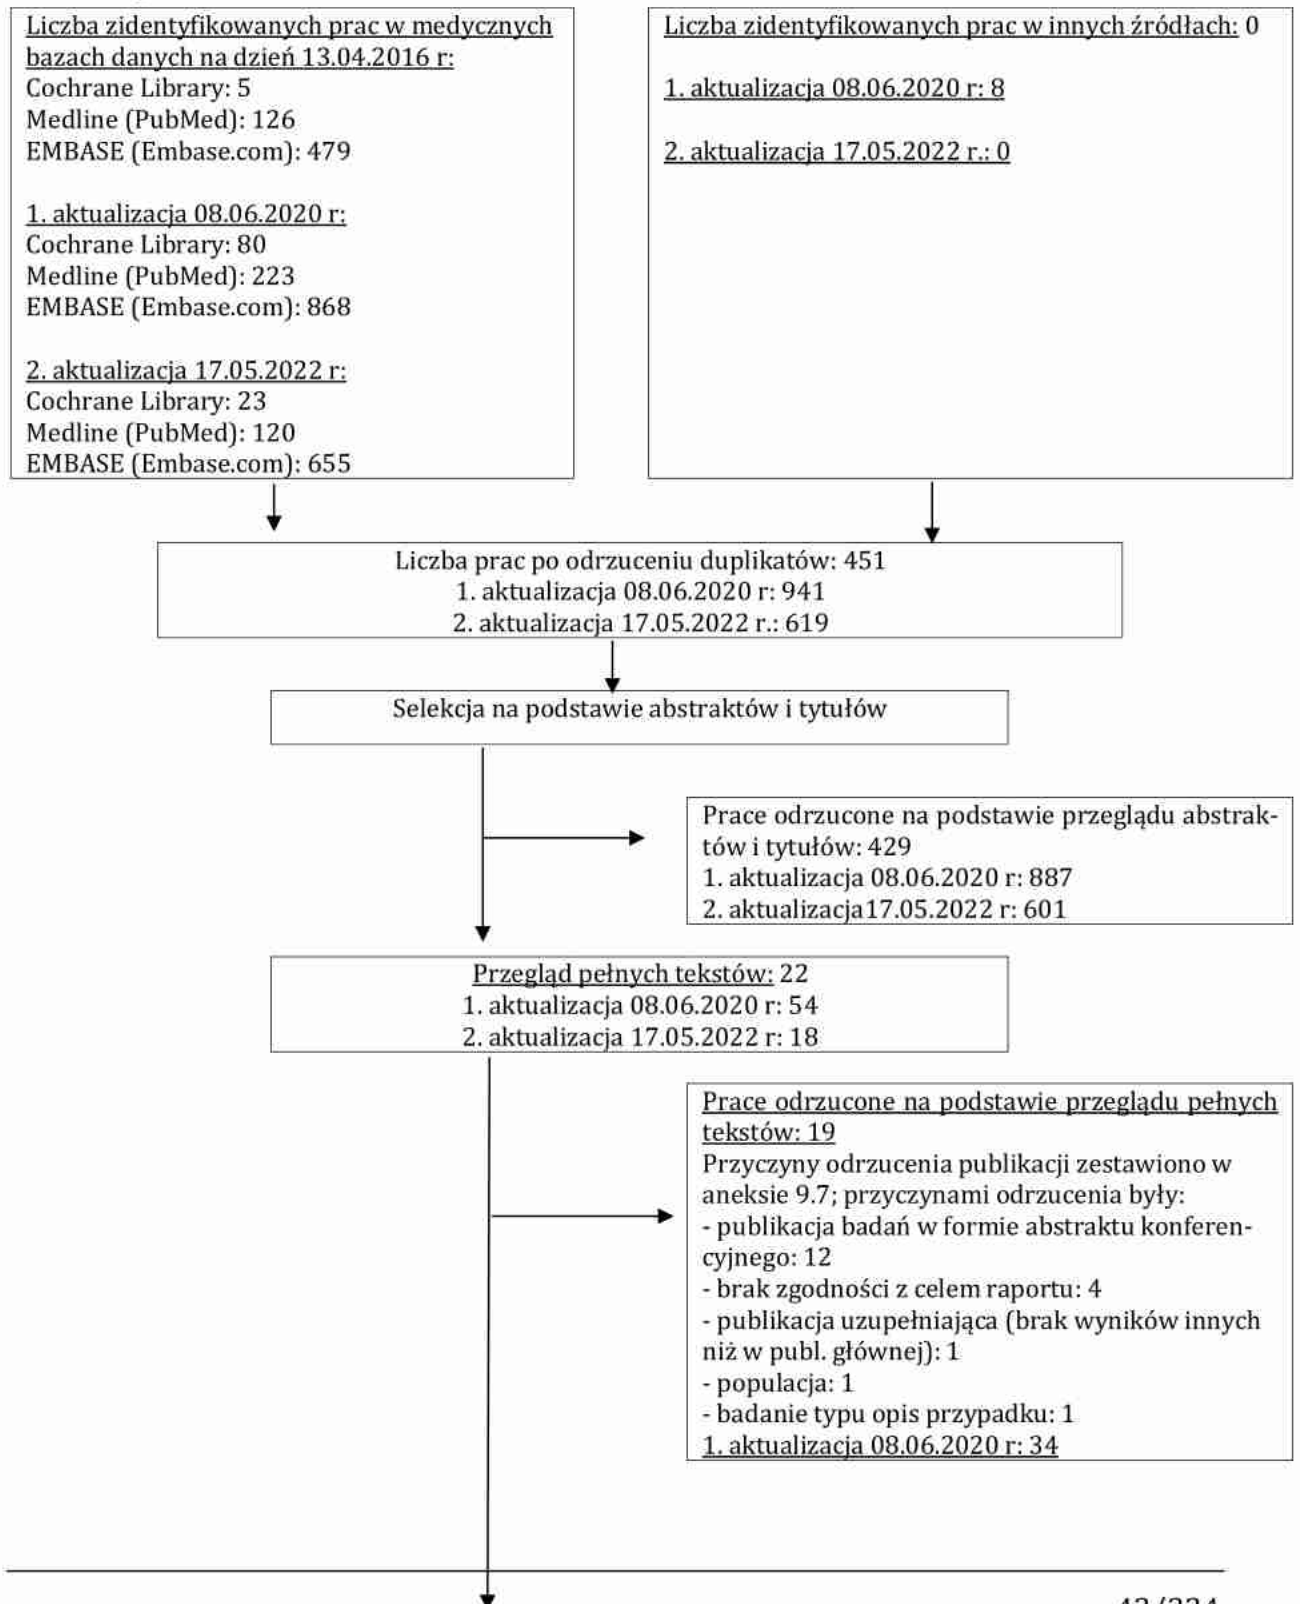 Liczba zidentyfikowanych prac w medycznych
bazach danych na dzień 13.04.2016 r:
Cochrane Library: 5
Medline (PubMed): 126
EMBASE (Embase.com): 479
1. aktualizacja 08.06.2020 r:
Cochrane Library: 80
Medline (PubMed): 223
EMBASE (Embase.com): 868
2. aktualizacja 17.05.2022 r:
Cochrane Library: 23
Medline (PubMed): 120
EMBASE (Embase.com): 655
Liczba zidentyfikowanych prac w innych źródłach: 0
1. aktualizacja 08.06.2020 r: 8
2. aktualizacja 17.05.2022 r.: 0
Liczba prac po odrzuceniu duplikatów: 451
1. aktualizacja 08.06.2020 r: 941
2. aktualizacja 17.05.2022 r.: 619
Selekcja na podstawie abstraktów i tytułów
Prace odrzucone na podstawie przeglądu abstrak-
tów i tytułów: 429
1. aktualizacja 08.06.2020 r: 887
2. aktualizacja17.05.2022 r: 601
Przegląd pełnych tekstów: 22
1. aktualizacja 08.06.2020 r: 54
2. aktualizacja 17.05.2022 r: 18
Prace odrzucone na podstawie przeglądu pełnych
tekstów: 19
Przyczyny odrzucenia publikacji zestawiono w
aneksie 9.7; przyczynami odrzucenia były:
- publikacja badań w formie abstraktu konferen-
cyjnego: 12
- brak zgodności z celem raportu: 4
- publikacja uzupełniająca (brak wyników innych
niż w publ. głównej): 1
- populacja: 1
- badanie typu opis przypadku: 1
1. aktualizacja 08.06.2020 r: 34